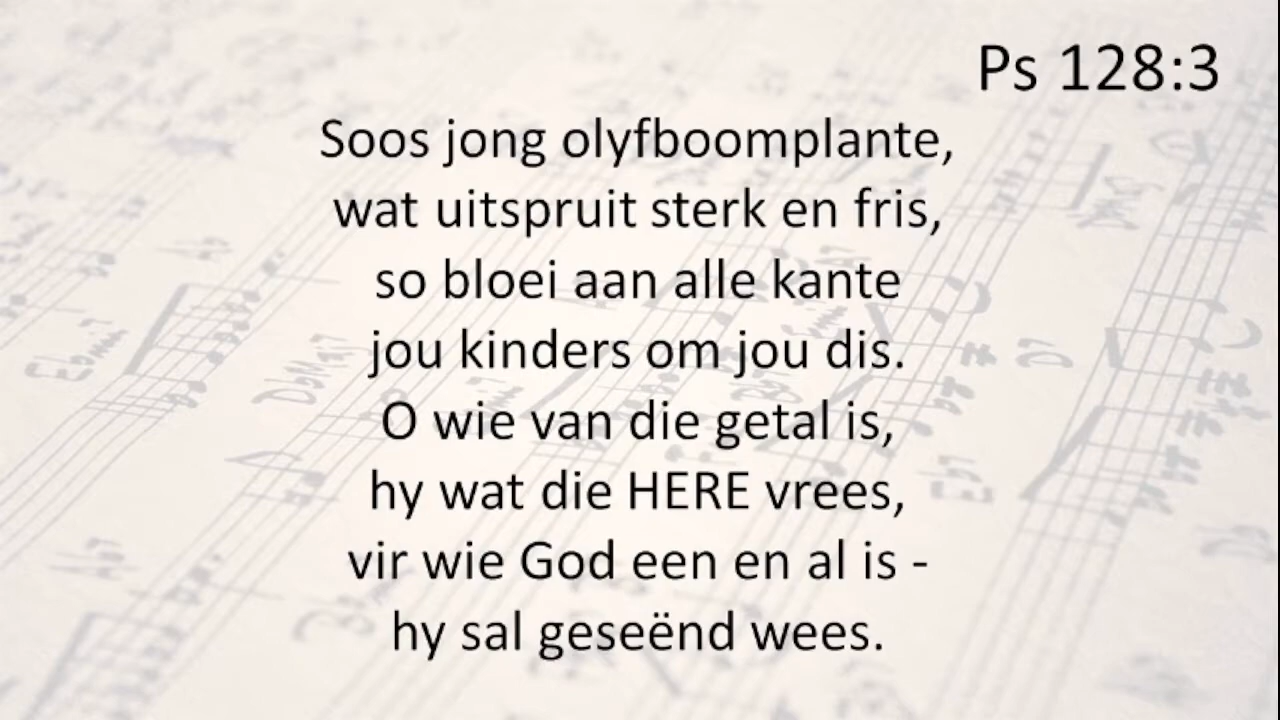 Ps 128:3
Soos jong olyfboomplante,
wat uitspruit sterk en fris,
so bloei aan alle kante
jou kinders om jou dis.
O wie van die getal is,
hy wat die HERE vrees,
vir wie God een en al is -
hy sal geseënd wees.